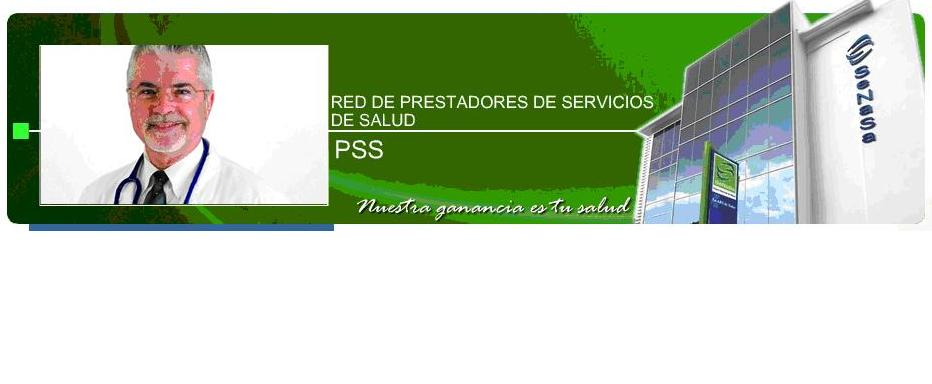 RED DE PRESTADORES DE SERVICIOS
DE SALUD
PSS
Nuestra ganancia es tu salud
SeNaSa